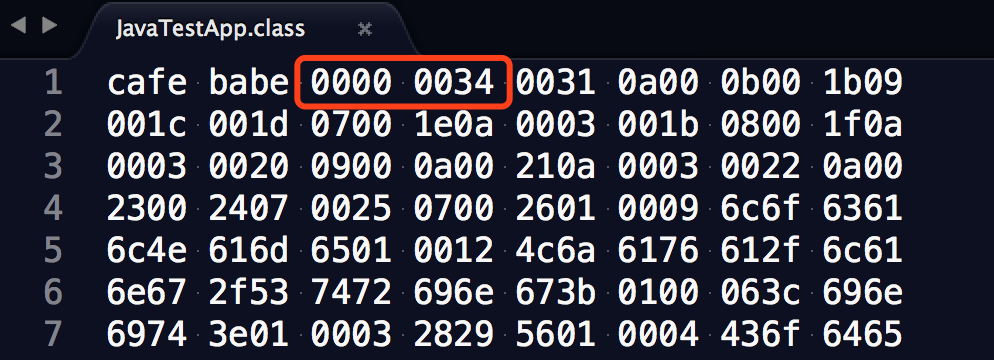 JavaTestApp.class
1 cafe babe 0000 0034 0031 0a00 0b00 1b09
2 001c 001d 0700 1e0a 0003 001b 0800 1f0a
3 0003 0020 0900 0a00 210a 0003 0022 0a00
4 2300 2407 0025 0700 2601 0009 6c6f 6361
5 6c4e 616d 6501 0012 4c6a 6176 612f 6c61
6 6e67 2f53 7472 696e 673b 0100 063c 696e
7 6974 3e01 0003 2829 5601 0004 436f 6465